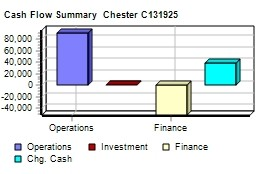 Cash Flow Summary Chester C131925
80,000
60,000
40,000
20,000
0
-20,000
-40,000
Operations Finance
Operations Investment Finance
Chg. Cash